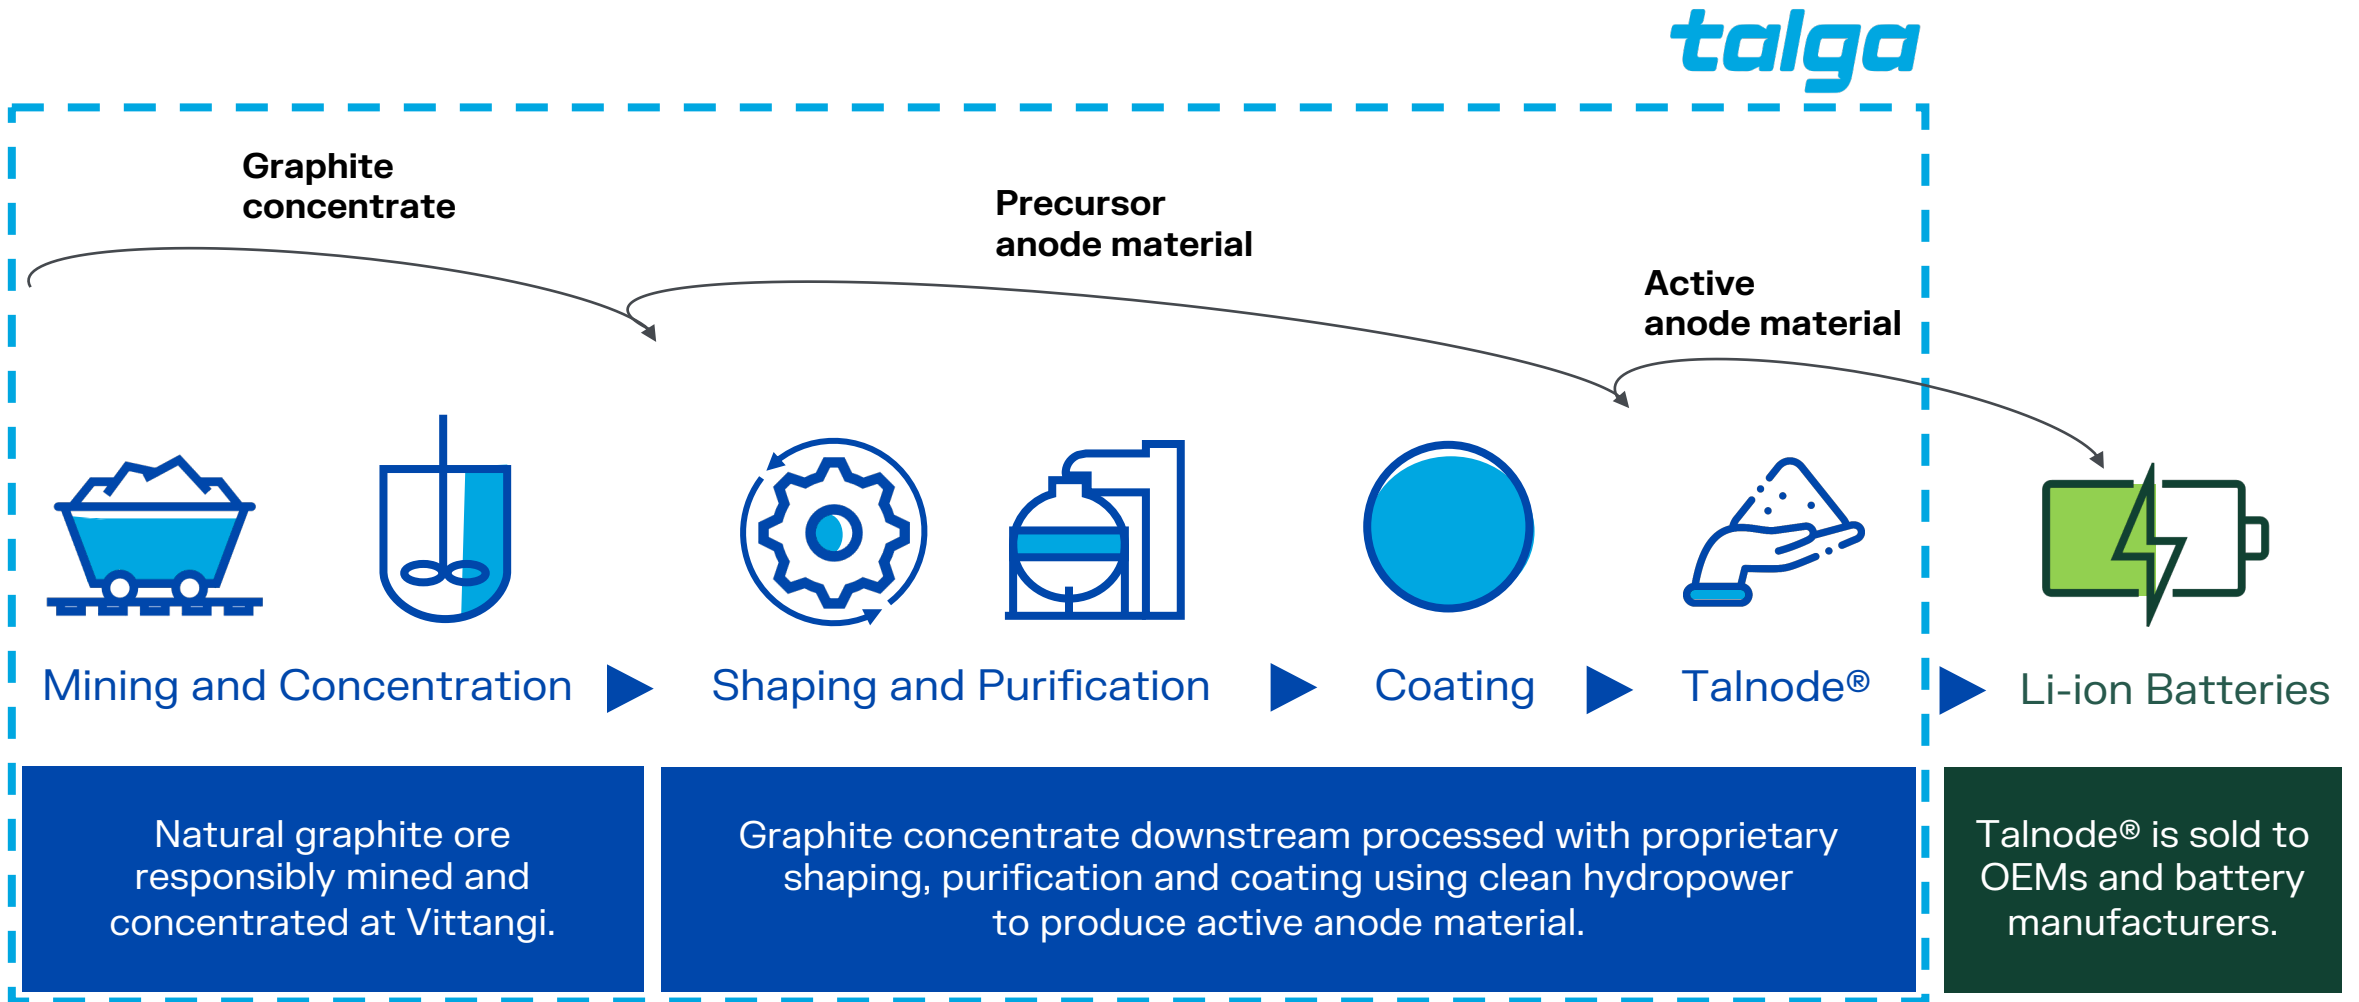 talga
Graphite
concentrate
Precursor
anode material
Active
anode material
Mining and Concentration
Shaping and Purification
Coating
Talnode®
Li-ion Batteries
Natural graphite ore
responsibly mined and
concentrated at Vittangi.
Graphite concentrate downstream processed with proprietary
shaping, purification and coating using clean hydropower
to produce active anode material.
Talnode® is sold to
OEMs and battery
manufacturers.